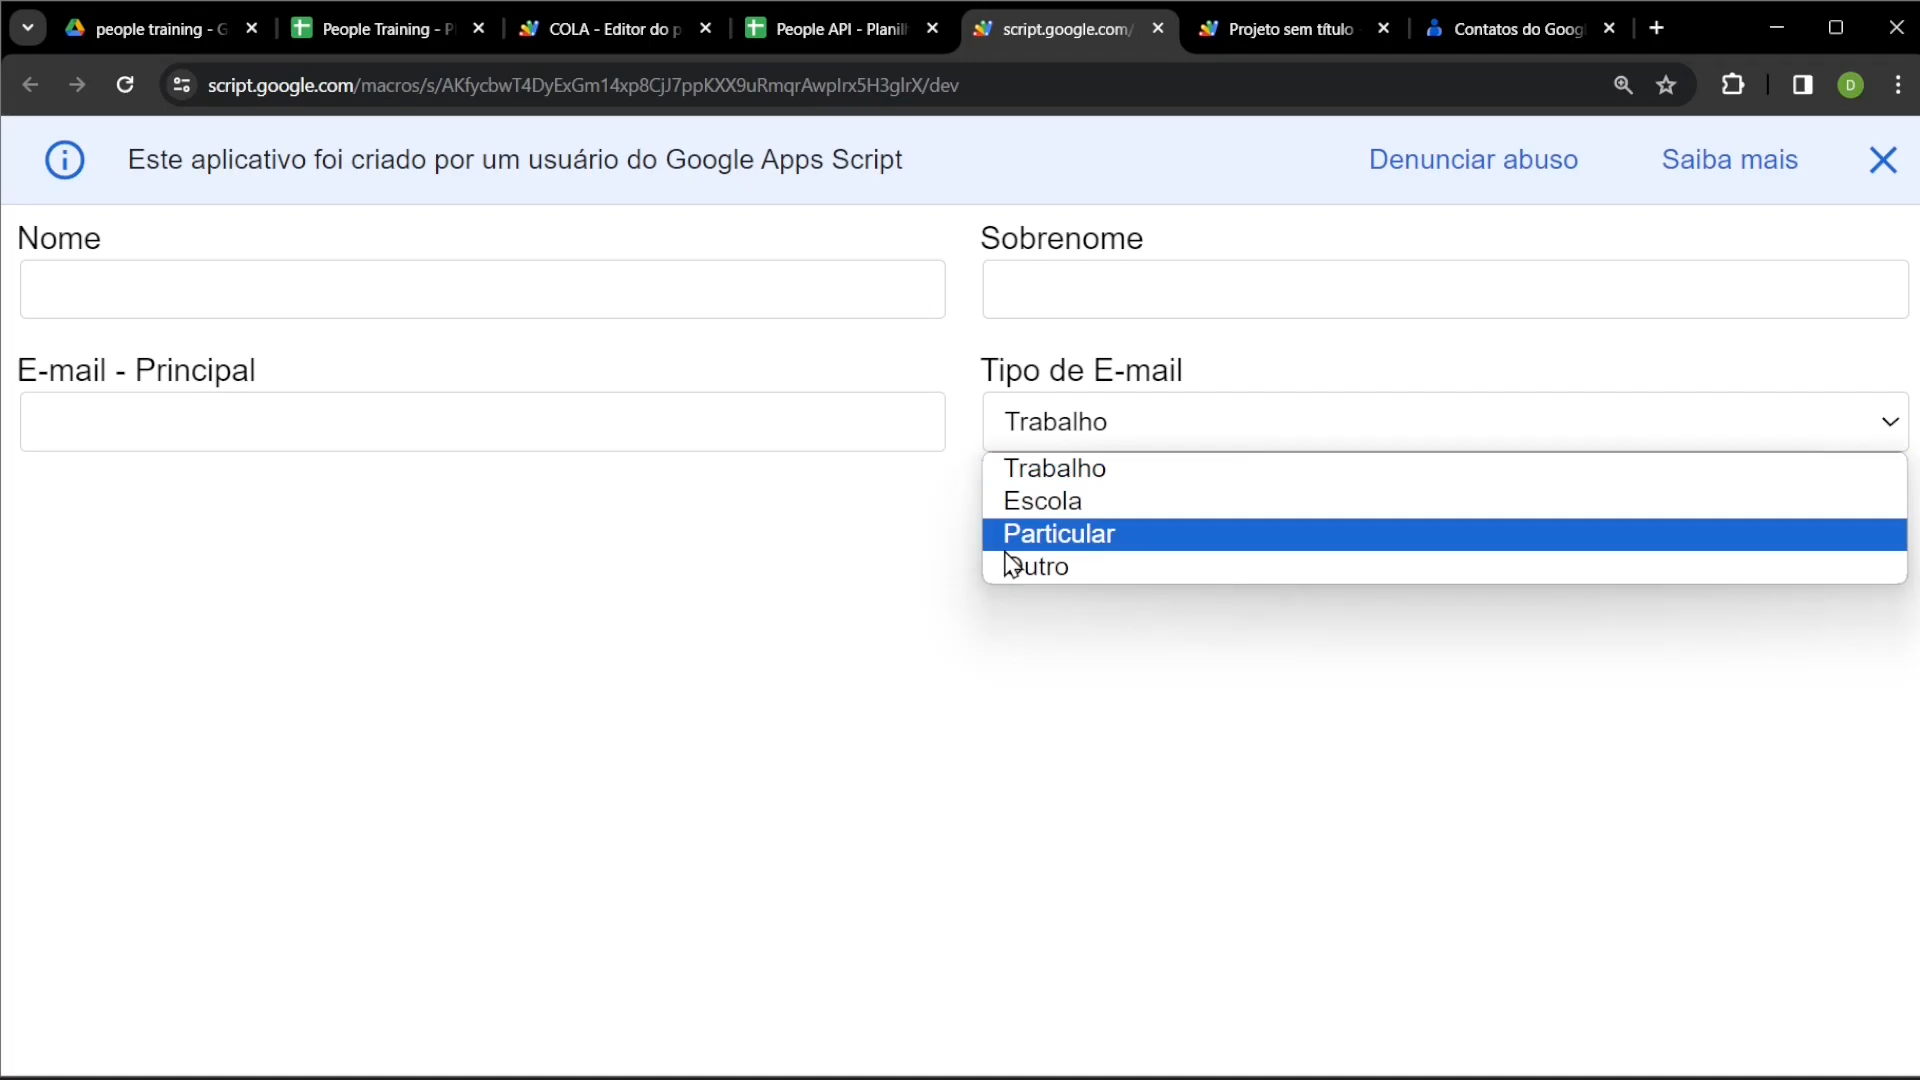 people training - G
People Training - P
COLA - Editor do p
People API - Planil
script.google.com/
Projeto sem título
Contatos do Goog
script.google.com/macros/s/AKfycbwT4DyExGm14xp8CjJ7ppKXX9uRmqrAwplrx5H3glrX/dev
D
Este aplicativo foi criado por um usuário do Google Apps Script
Denunciar abuso
Saiba mais
Nome
Sobrenome
E-mail - Principal
Tipo de E-mail
Trabalho
Trabalho
Escola
Particular
Outro